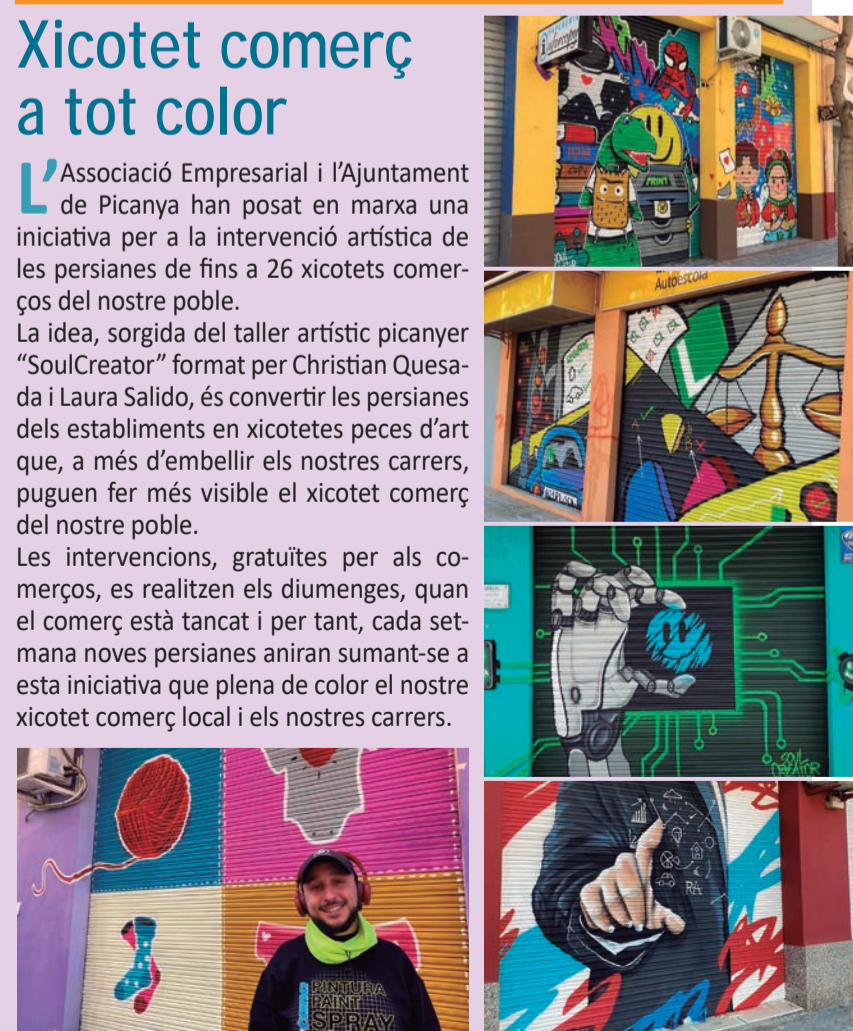 Xicotet comerç
a tot color
L'Associació Empresarial i l'Ajuntament
de Picanya han posat en marxa una
iniciativa per a la intervenció artística de
les persianes de fins a 26 xicotets comer-
ços del nostre poble.
La idea, sorgida del taller artístic picanyer
“SoulCreator” format per Christian Quesa-
da i Laura Salido, és convertir les persianes
dels establiments en xicotetes peces d’art
que, a més d’embellir els nostres carrers,
puguen fer més visible el xicotet comerç
del nostre poble.
Les intervencions, gratuïtes per als co-
merços, es realitzen els diumenges, quan
el comerç està tancat i per tant, cada set-
mana noves persianes aniran sumant-se a
esta iniciativa que plena de color el nostre
xicotet comerç local i els nostres carrers.
PINTURA
PAINT
SPRAY
PRINT
Autoescola
A
B
SOUL
CREATOR
RA